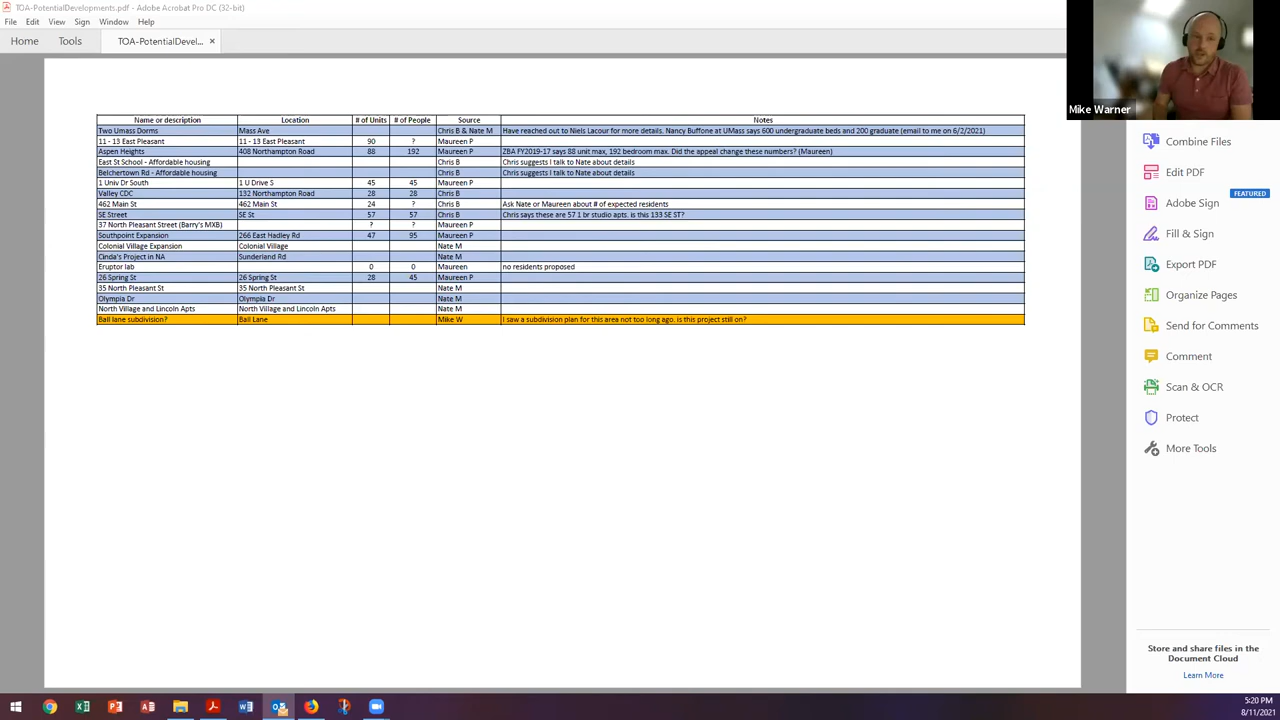 TOA-PotentialDevelopments.pdf - Adobe Acrobat Pro DC (32-bit)
File Edit View Sign Window Help
Home Tools TOA-PotentialDevel... ×
Mike Warner
Name or description Location # of Units # of People Source Notes
Two Umass Dorms Mass Ave Chris B & Nate M Have reached out to Niels Lacour for more details. Nancy Buffone at UMass says 600 undergraduate beds and 200 graduate (email to me on 6/2/2021)
11 - 13 East Pleasant 11 - 13 East Pleasant 90 ? Maureen P
Aspen Heights 408 Northampton Road 88 192 Maureen P ZBA FY2019-17 says 88 unit max, 192 bedroom max. Did the appeal change these numbers? (Maureen)
East St School - Affordable housing Chris B Chris suggests I talk to Nate about details
Belchertown Rd - Affordable housing Chris B Chris suggests I talk to Nate about details
1 Univ Dr South 1 U Drive S 45 45 Maureen P
Valley CDC 132 Northampton Road 28 28 Chris B
462 Main St 462 Main St 24 ? Chris B Ask Nate or Maureen about # of expected residents
SE Street SE St 57 57 Chris B Chris says these are 57 1 br studio apts. is this 133 SE ST?
37 North Pleasant Street (Barry's MXB) ? ? Maureen P
Southpoint Expansion 266 East Hadley Rd 47 95 Maureen P
Colonial Village Expansion Colonial Village Nate M
Cinda's Project in NA Sunderland Rd Nate M
Eruptor lab 0 0 Maureen no residents proposed
26 Spring St 26 Spring St 28 45 Maureen P
35 North Pleasant St 35 North Pleasant St Nate M
Olympia Dr Olympia Dr Nate M
North Village and Lincoln Apts North Village and Lincoln Apts Nate M
Ball lane subdivision? Ball Lane Mike W I saw a subdivision plan for this area not too long ago. is this project still on?
Combine Files
Edit PDF
FEATURED
Adobe Sign
Fill & Sign
Export PDF
Organize Pages
Send for Comments
Comment
Scan & OCR
Protect
More Tools
Store and share files in the
Document Cloud
Learn More
5:20 PM
8/11/2021